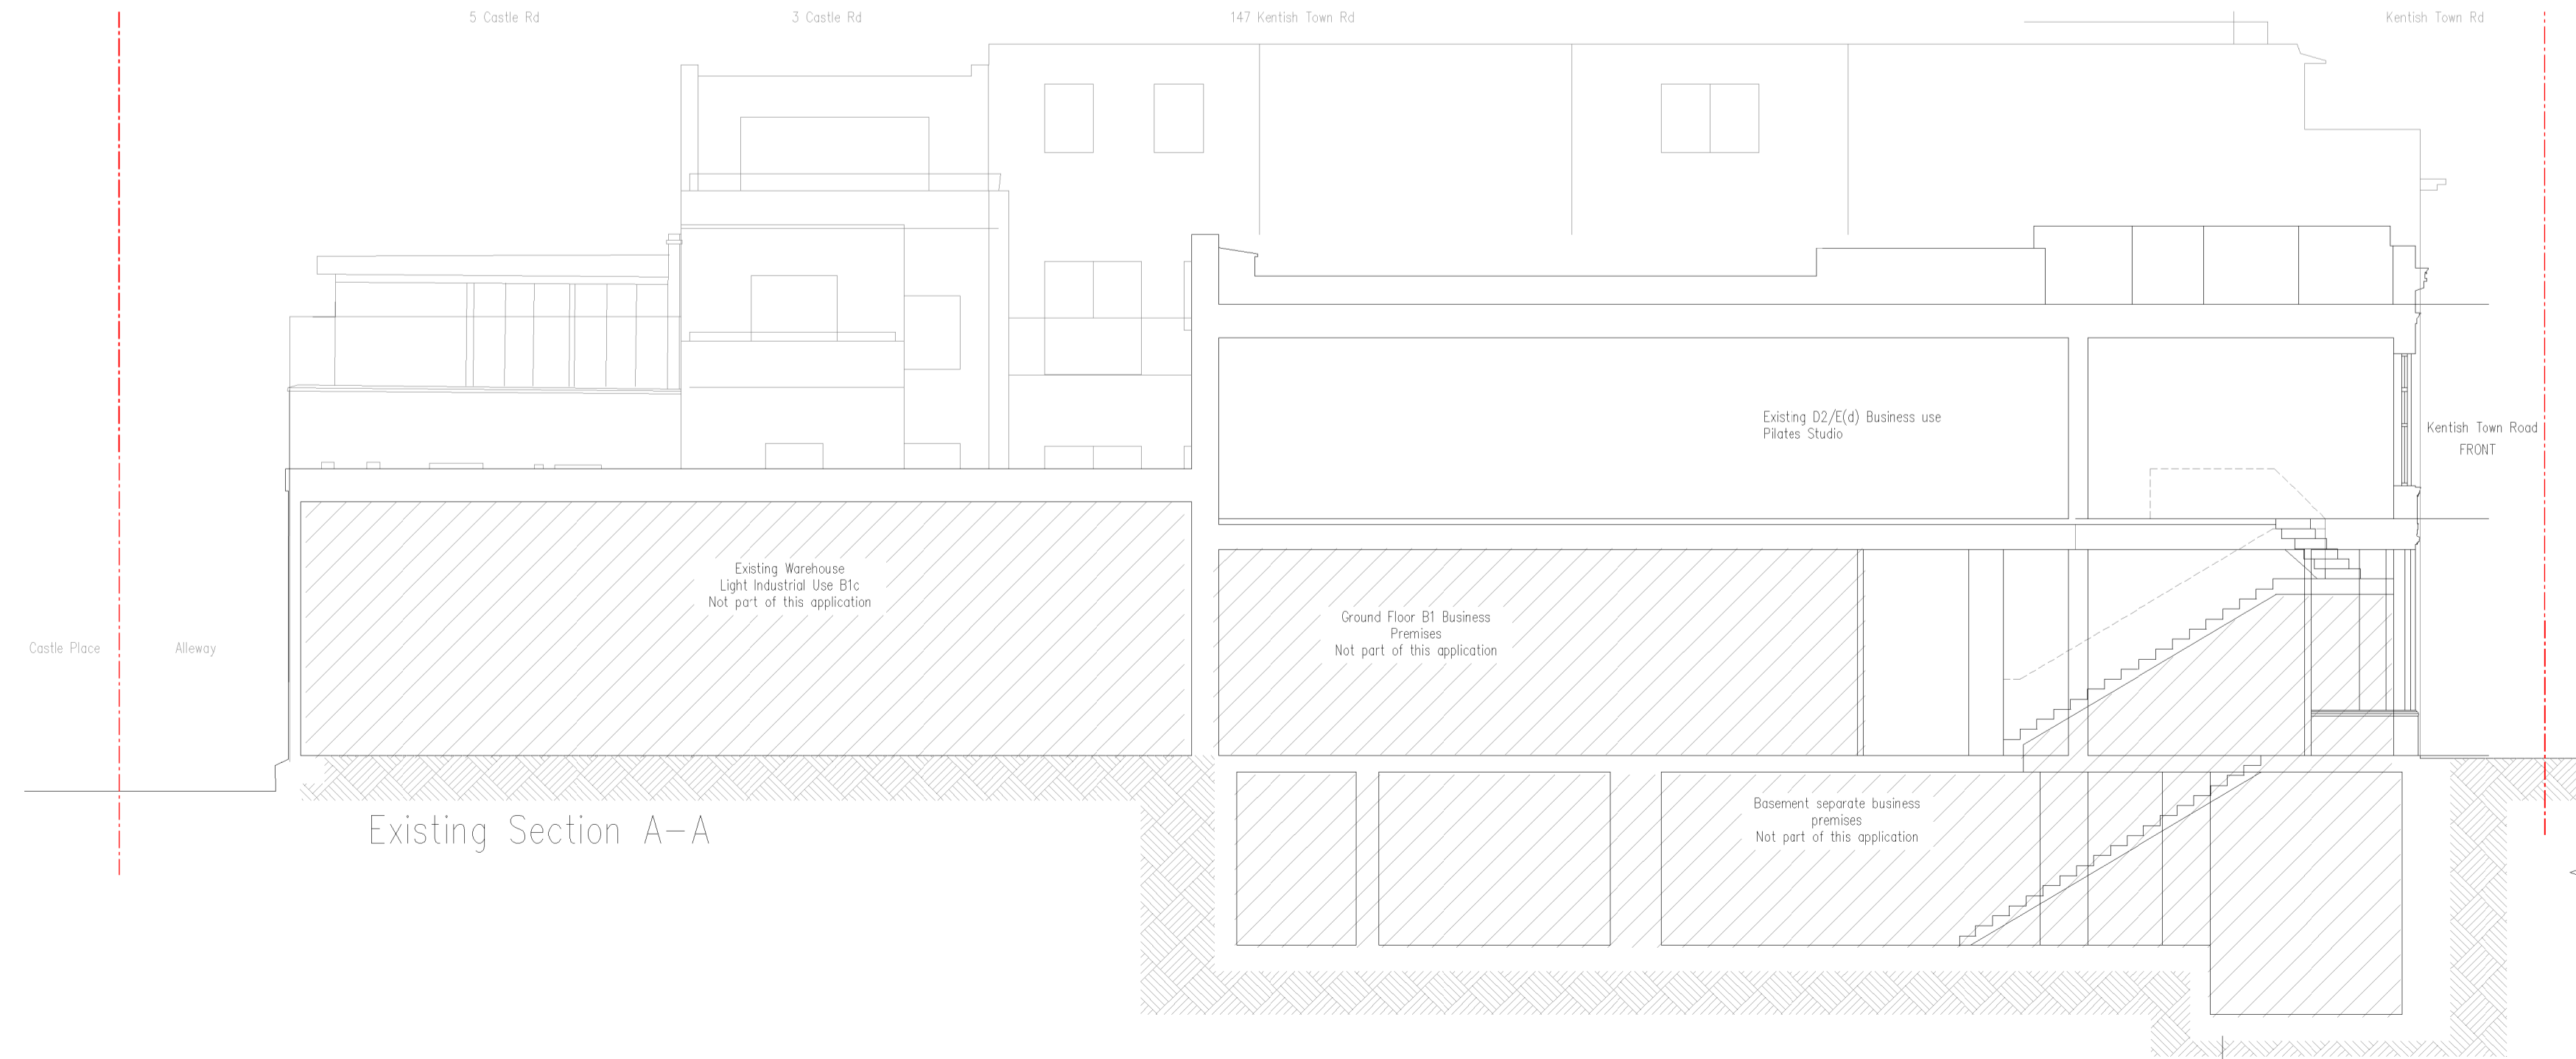 5 Castle Rd
3 Castle Rd
147 Kentish Town Rd
Kentish Town Rd
Existing D2/E(d) Business use
Pilates Studio
Kentish Town Road
FRONT
Existing Warehouse
Light Industrial Use B1c
Not part of this application
Ground Floor B1 Business
Premises
Not part of this application
Castle Place
Alleway
Basement separate business
premises
Not part of this application
Existing Section A-A